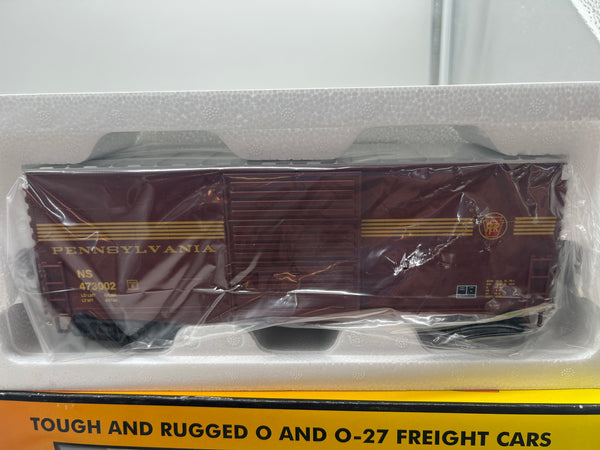 PENNSYLVANIA
NS
473002
TOUGH AND RUGGED O AND O-27 FREIGHT CARS